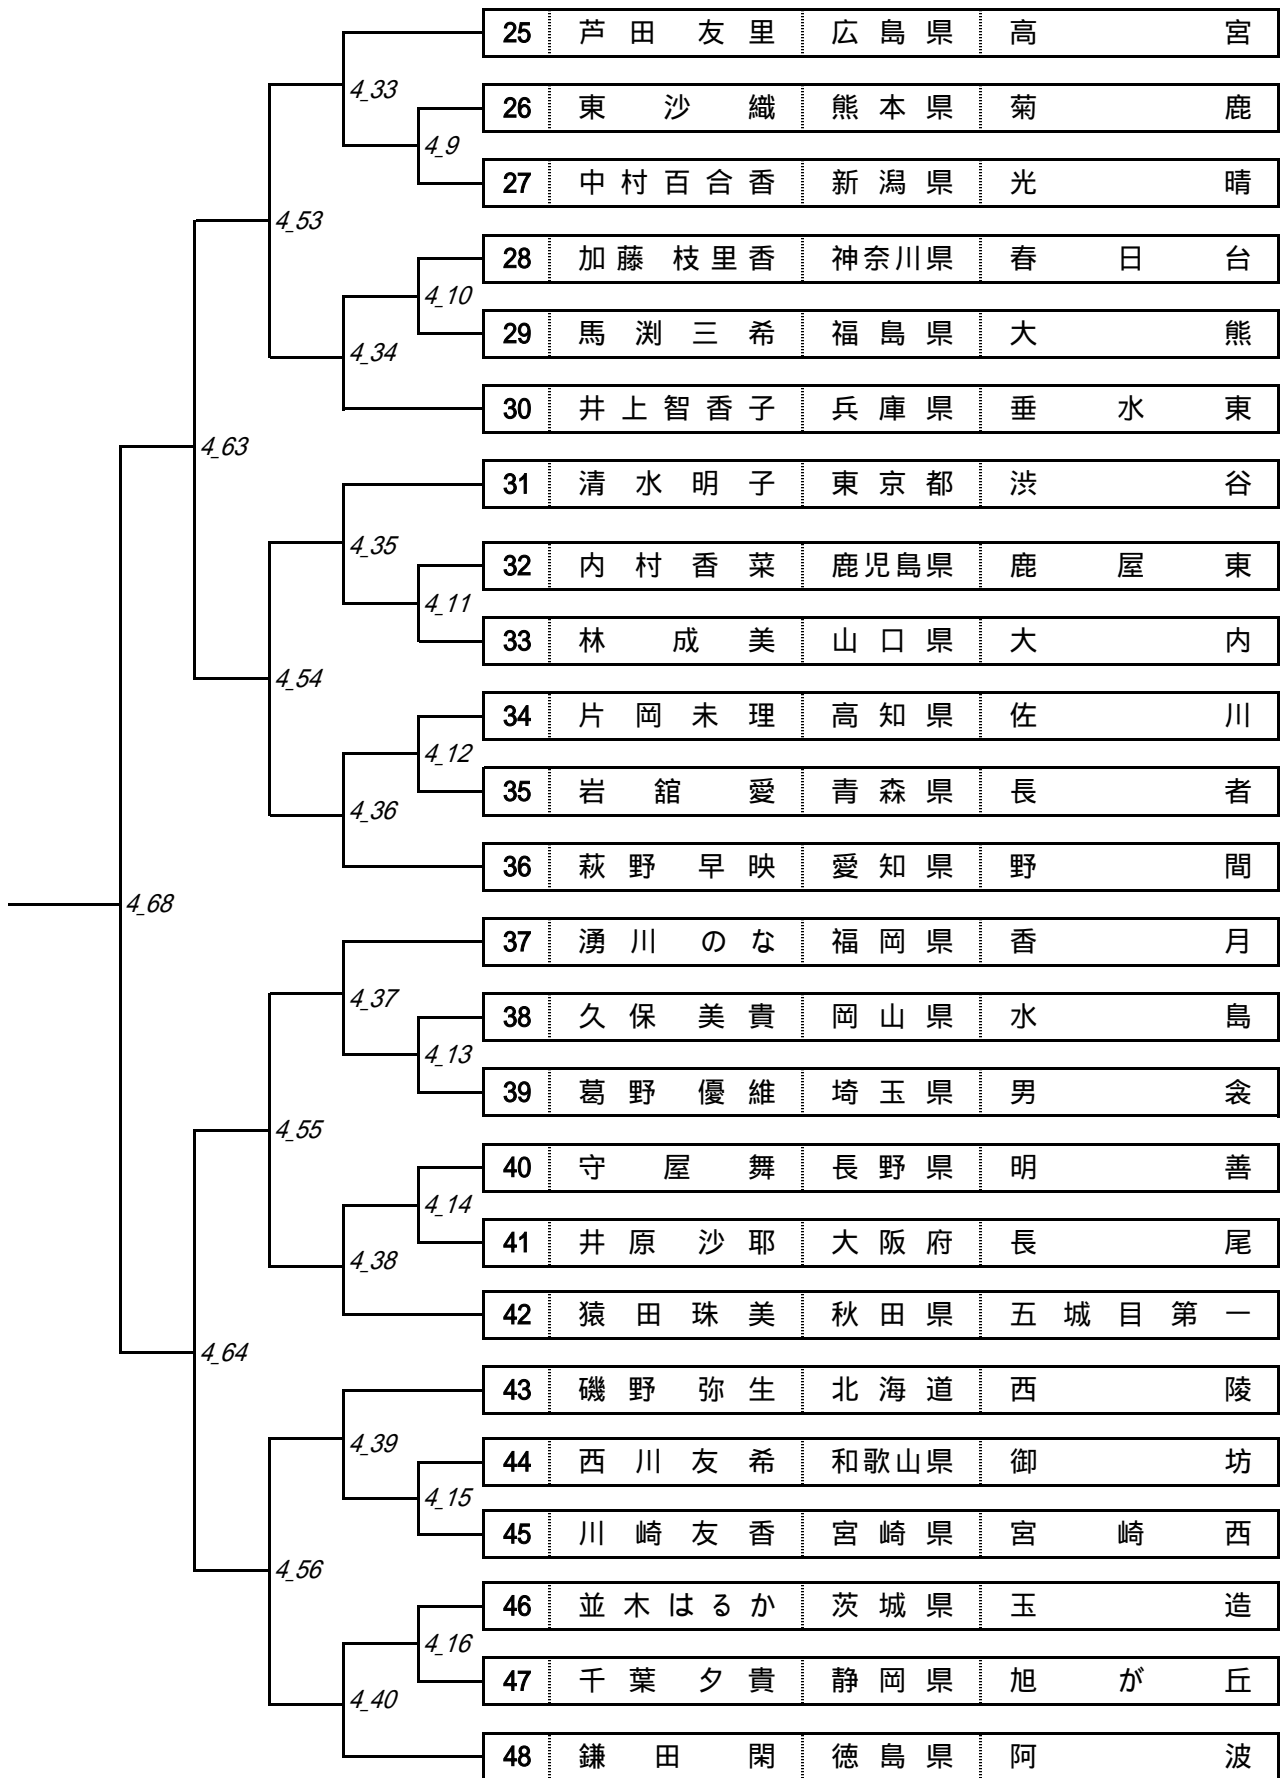 25 芦田 友里 広島県 高宮
4_33
26 東 沙織 熊本県 菊鹿
4_9
27 中村百合香 新潟県 光晴
4_53
28 加藤 枝里香 神奈川県 春日台
4_10
29 馬渕三希 福島県 大熊
4_34
30 井上智香子 兵庫県 垂水東
4_63
31 清水明子 東京都 渋谷
4_35
32 内村香菜 鹿児島県 鹿屋東
4_11
33 林 成美 山口県 大内
4_54
34 片岡未理 高知県 佐川
4_12
35 岩舘 愛 青森県 長者
4_36
36 萩野 早映 愛知県 野間
4_68
37 湧川 のな 福岡県 香月
4_37
38 久保 美貴 岡山県 水島
4_13
39 葛野 優維 埼玉県 男衾
4_55
40 守屋 舞 長野県 明善
4_14
41 井原 沙耶 大阪府 長尾
4_38
42 猿田珠美 秋田県 五城目第一
4_64
43 磯野 弥生 北海道 西陵
4_39
44 西川友希 和歌山県 御坊
4_15
45 川崎友香 宮崎県 宮崎西
4_56
46 並木はるか 茨城県 玉造
4_16
47 千葉 夕貴 静岡県 旭が丘
4_40
48 鎌田 閑 徳島県 阿波